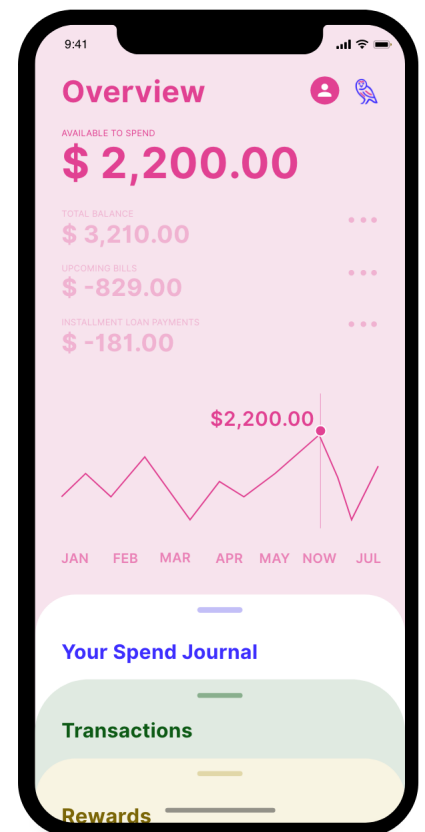 9:41
Overview
AVAILABLE TO SPEND
$ 2,200.00
TOTAL BALANCE
$ 3,210.00
UPCOMING BILLS
$ -829.00
INSTALLMENT LOAN PAYMENTS
$ -181.00
$2,200.00
JAN FEB MAR APR MAY NOW JUL
Your Spend Journal
Transactions
Rewards